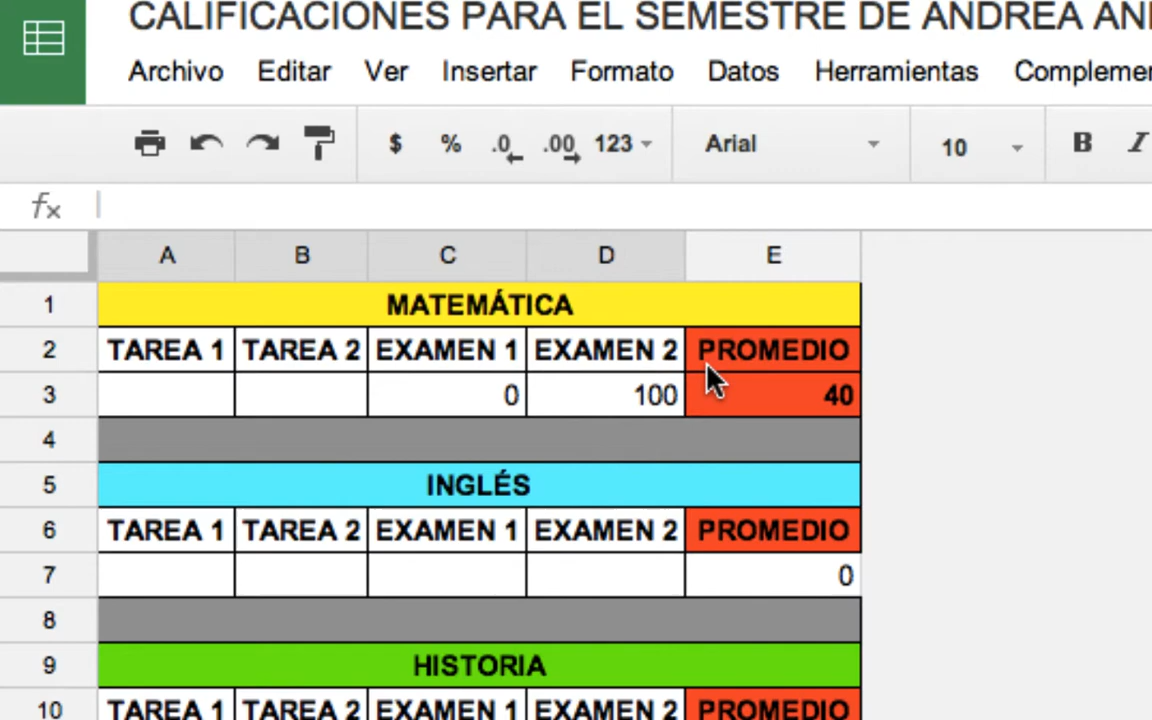 CALIFICACIONES PARA EL SEMESTRE DE ANDREA
Archivo Editar Ver Insertar Formato Datos Herramientas
$ % .0 .00 123 Arial 10 B I
fx
A B C D E
1 MATEMÁTICA
2 TAREA 1 TAREA 2 EXAMEN 1 EXAMEN 2 PROMEDIO
3 0 100 40
4
5 INGLÉS
6 TAREA 1 TAREA 2 EXAMEN 1 EXAMEN 2 PROMEDIO
7 0
8
9 HISTORIA
10 TAREA 1 TAREA 2 EXAMEN 1 EXAMEN 2 PROMEDIO